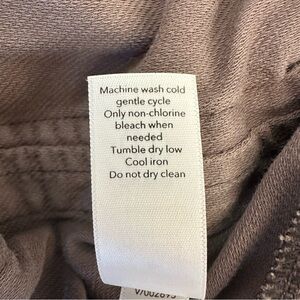 Machine wash cold
gentle cycle
Only non-chlorine
bleach when
needed
Tumble dry low
Cool iron
Do not dry clean